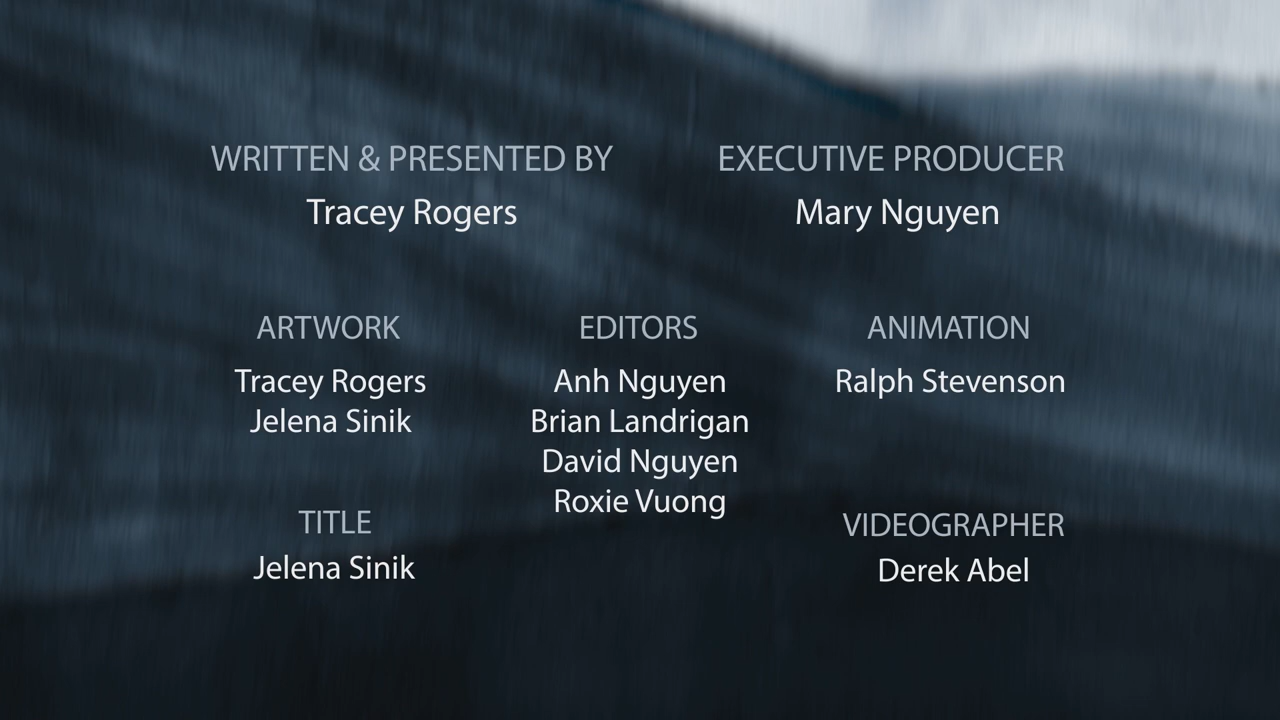 WRITTEN & PRESENTED BY
Tracey Rogers
EXECUTIVE PRODUCER
Mary Nguyen
ARTWORK
Tracey Rogers
Jelena Sinik
EDITORS
Anh Nguyen
Brian Landrigan
David Nguyen
Roxie Vuong
ANIMATION
Ralph Stevenson
TITLE
Jelena Sinik
VIDEOGRAPHER
Derek Abel